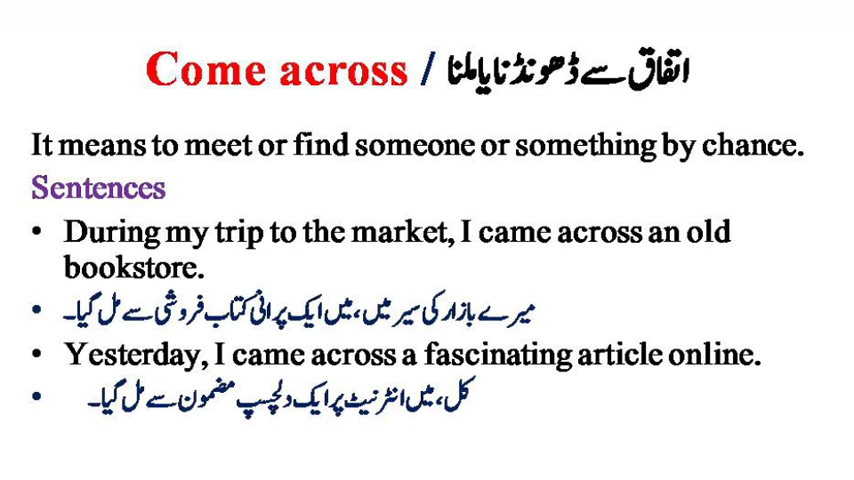 Come across / اتفاق سے ڈھونڈنا یا ملنا
It means to meet or find someone or something by chance.
Sentences
• During my trip to the market, I came across an old
bookstore.
• میرے بازار کی سیر میں، میں ایک پرانی کتاب فروشی سے مل گیا۔
• Yesterday, I came across a fascinating article online.
• کل، میں انٹرنیٹ پر ایک دلچسپ مضمون سے مل گیا۔